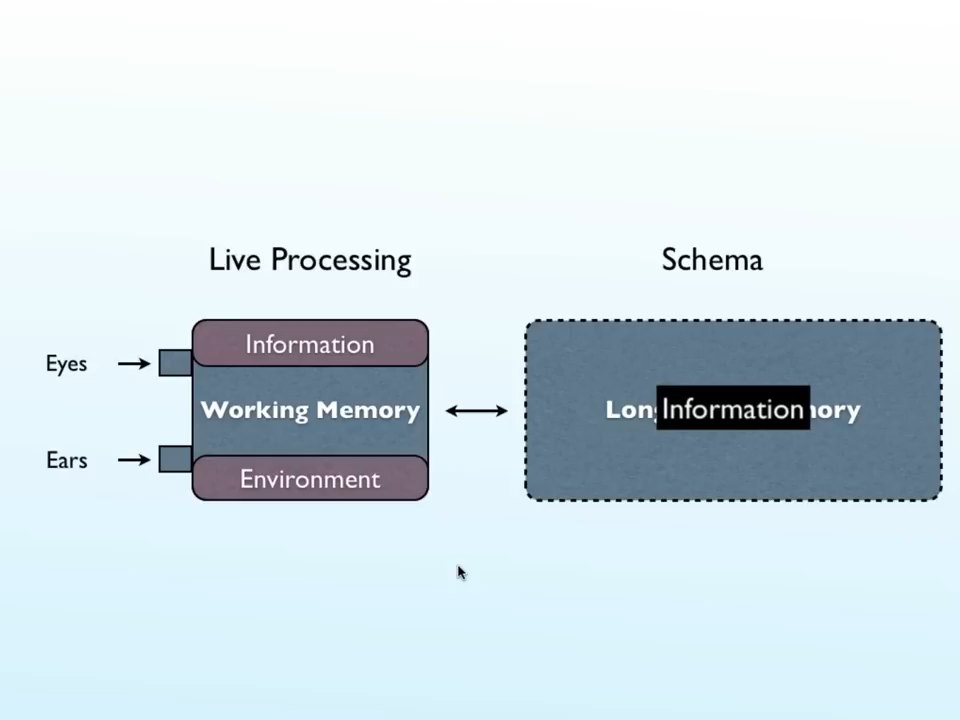 Live Processing
Schema
Information
Eyes
Working Memory
Information
Ears
Environment